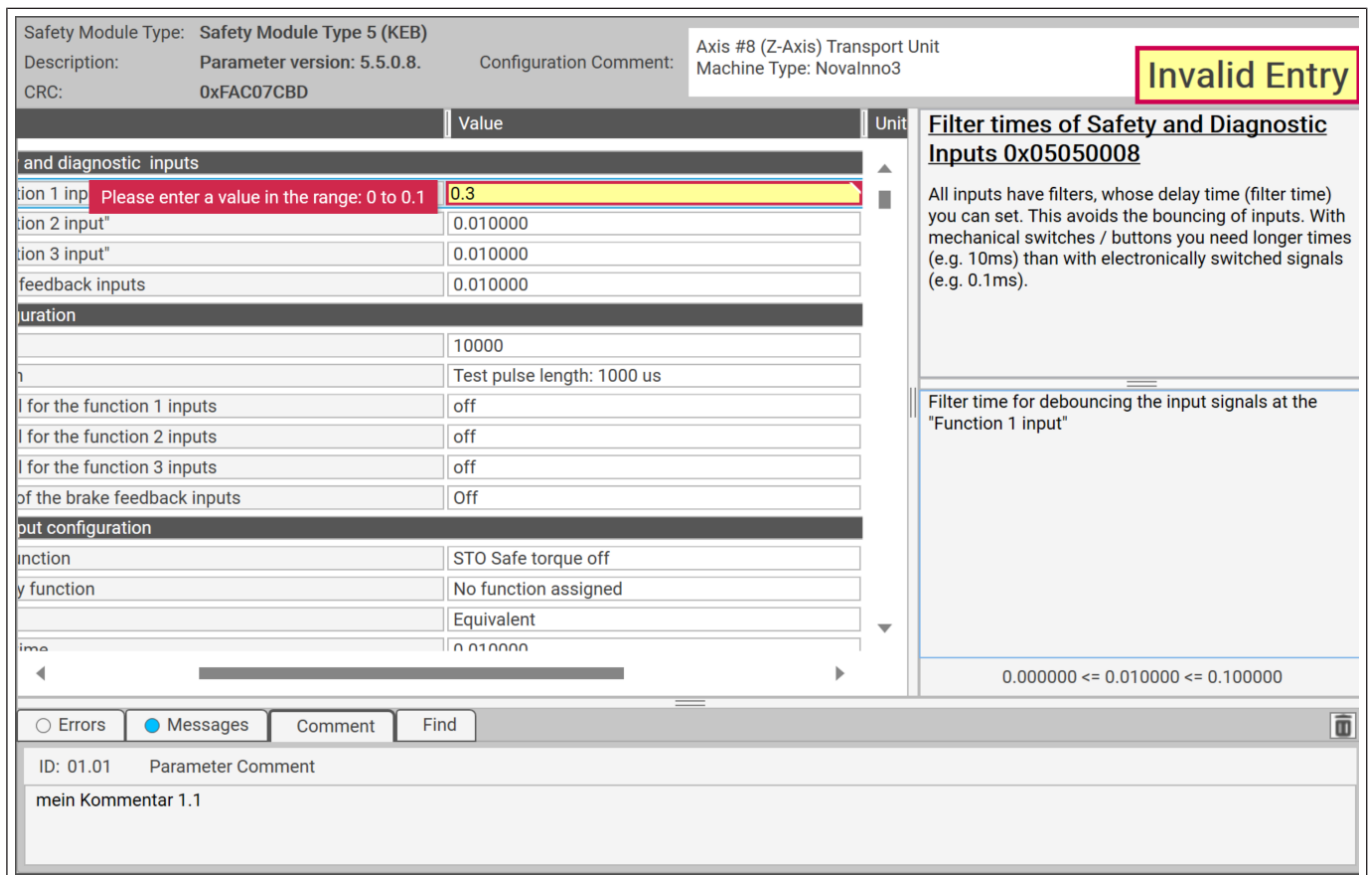 Safety Module Type: Safety Module Type 5 (KEB)
Description: Parameter version: 5.5.0.8.
CRC: 0xFAC07CBD
Configuration Comment:
Axis #8 (Z-Axis) Transport Unit
Machine Type: NovaInno3
Invalid Entry
Value Unit
and diagnostic inputs
tion 1 inp Please enter a value in the range: 0 to 0.1 0.3
tion 2 input" 0.010000
tion 3 input" 0.010000
feedback inputs 0.010000
uration
10000
Test pulse length: 1000 us
l for the function 1 inputs off
l for the function 2 inputs off
l for the function 3 inputs off
of the brake feedback inputs Off
put configuration
unction STO Safe torque off
y function No function assigned
Equivalent
ime 0.010000
Filter times of Safety and Diagnostic
Inputs 0x05050008
All inputs have filters, whose delay time (filter time)
you can set. This avoids the bouncing of inputs. With
mechanical switches / buttons you need longer times
(e.g. 10ms) than with electronically switched signals
(e.g. 0.1ms).
Filter time for debouncing the input signals at the
"Function 1 input"
0.000000 <= 0.010000 <= 0.100000
Errors Messages Comment Find
ID: 01.01 Parameter Comment
mein Kommentar 1.1